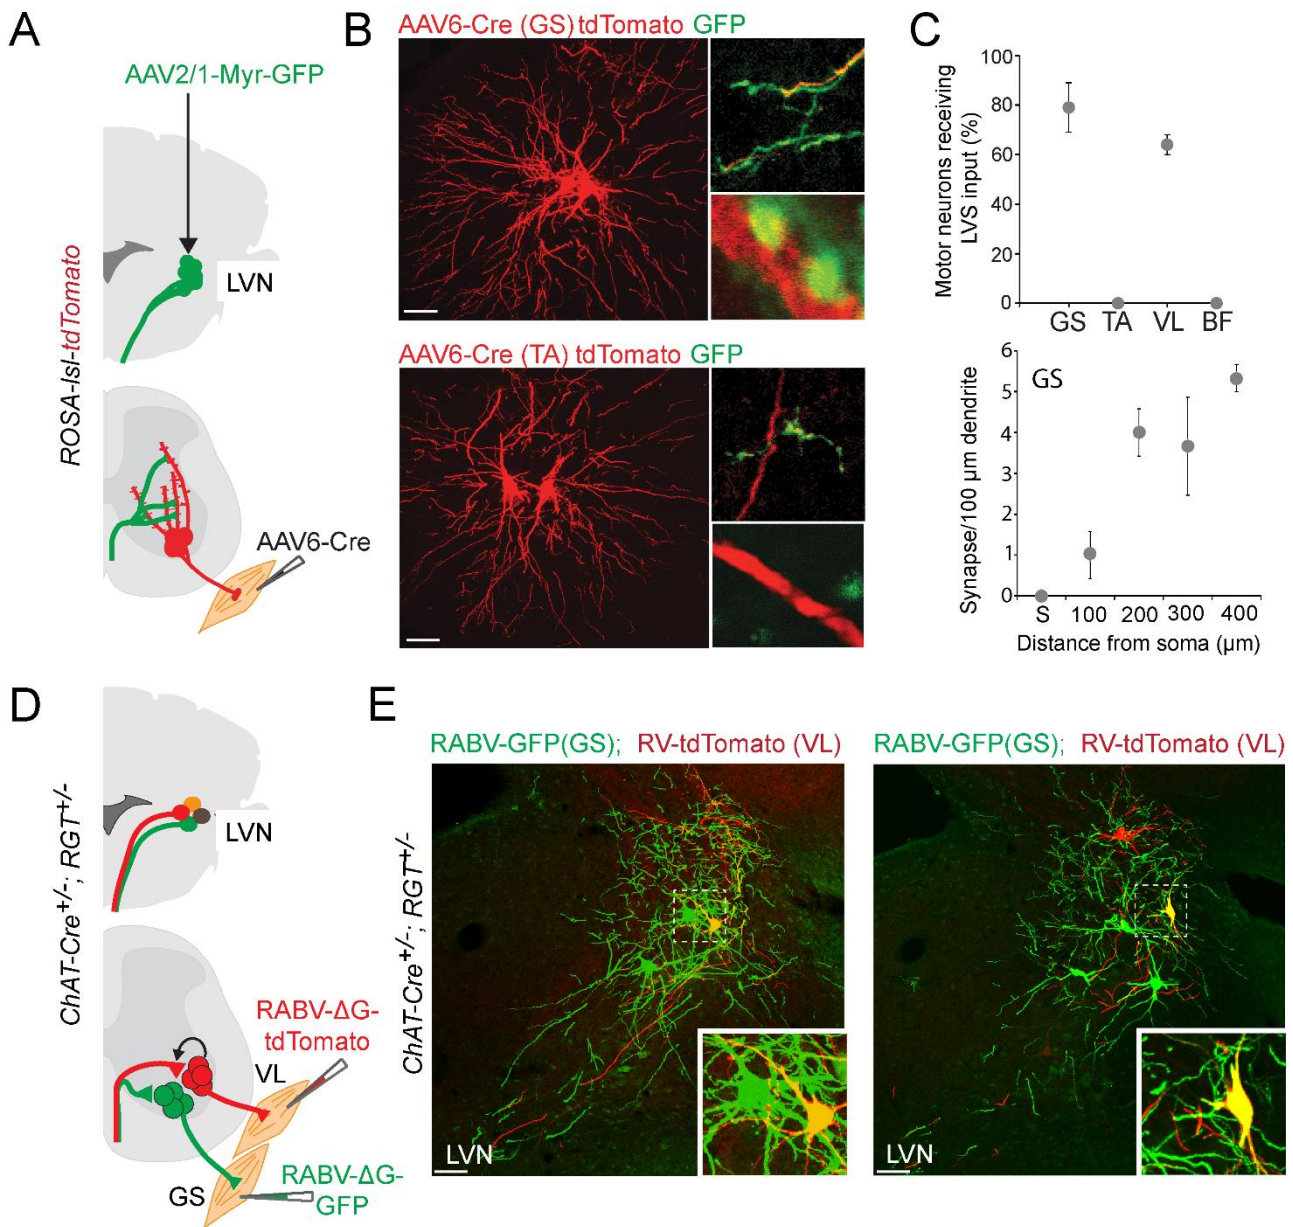 A
AAV2/1-Myr-GFP
LVN
ROSA-lsl-tdTomato
AAV6-Cre
B
AAV6-Cre (GS) tdTomato GFP
AAV6-Cre (TA) tdTomato GFP
C
Motor neurons receiving
LVS input (%)
100
80
60
40
20
0
GS TA VL BF
Synapse/100 µm dendrite
GS
6
5
4
3
2
1
0
S 100 200 300 400
Distance from soma (µm)
D
ChAT-Cre+/-; RGT+/-
LVN
RABV-ΔG-
tdTomato
VL
GS
RABV-ΔG-
GFP
E
ChAT-Cre+/-; RGT+/-
RABV-GFP(GS); RV-tdTomato (VL)
LVN
RABV-GFP(GS); RV-tdTomato (VL)
LVN